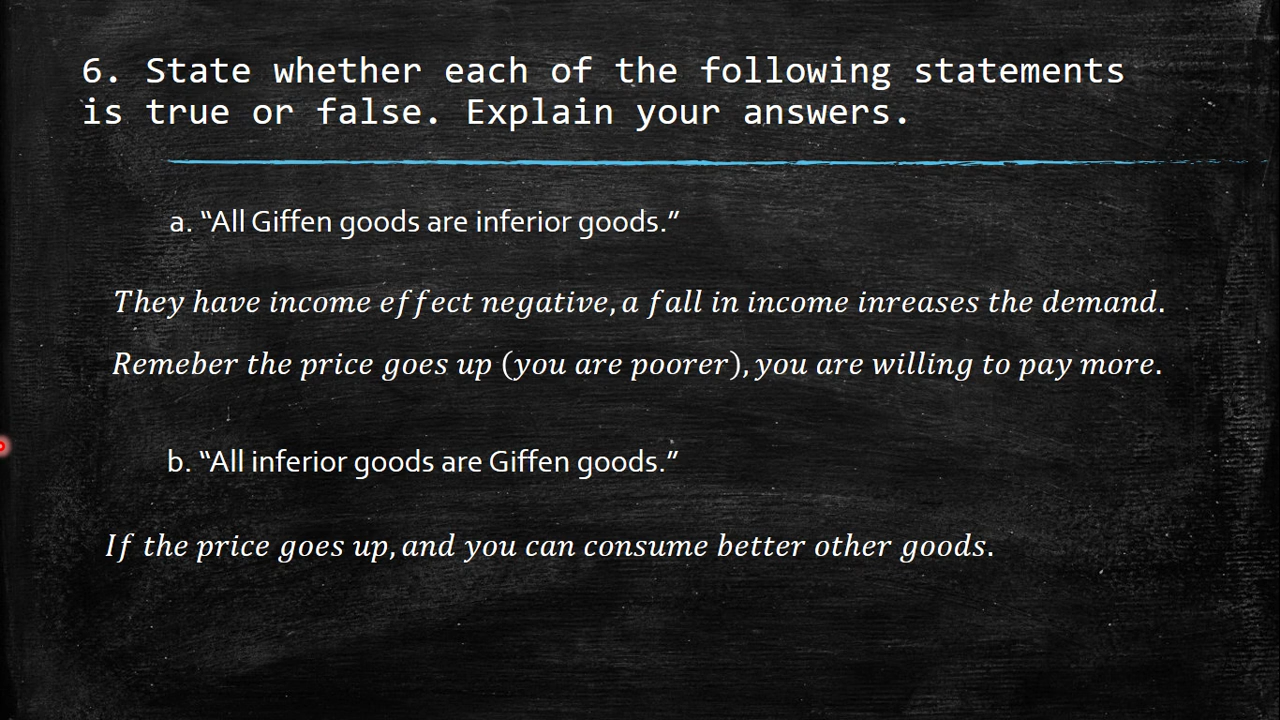 6. State whether each of the following statements
is true or false. Explain your answers.
a. “All Giffen goods are inferior goods.”
They have income effect negative, a fall in income inreases the demand.
Remeber the price goes up (you are poorer), you are willing to pay more.
b. “All inferior goods are Giffen goods.”
If the price goes up, and you can consume better other goods.